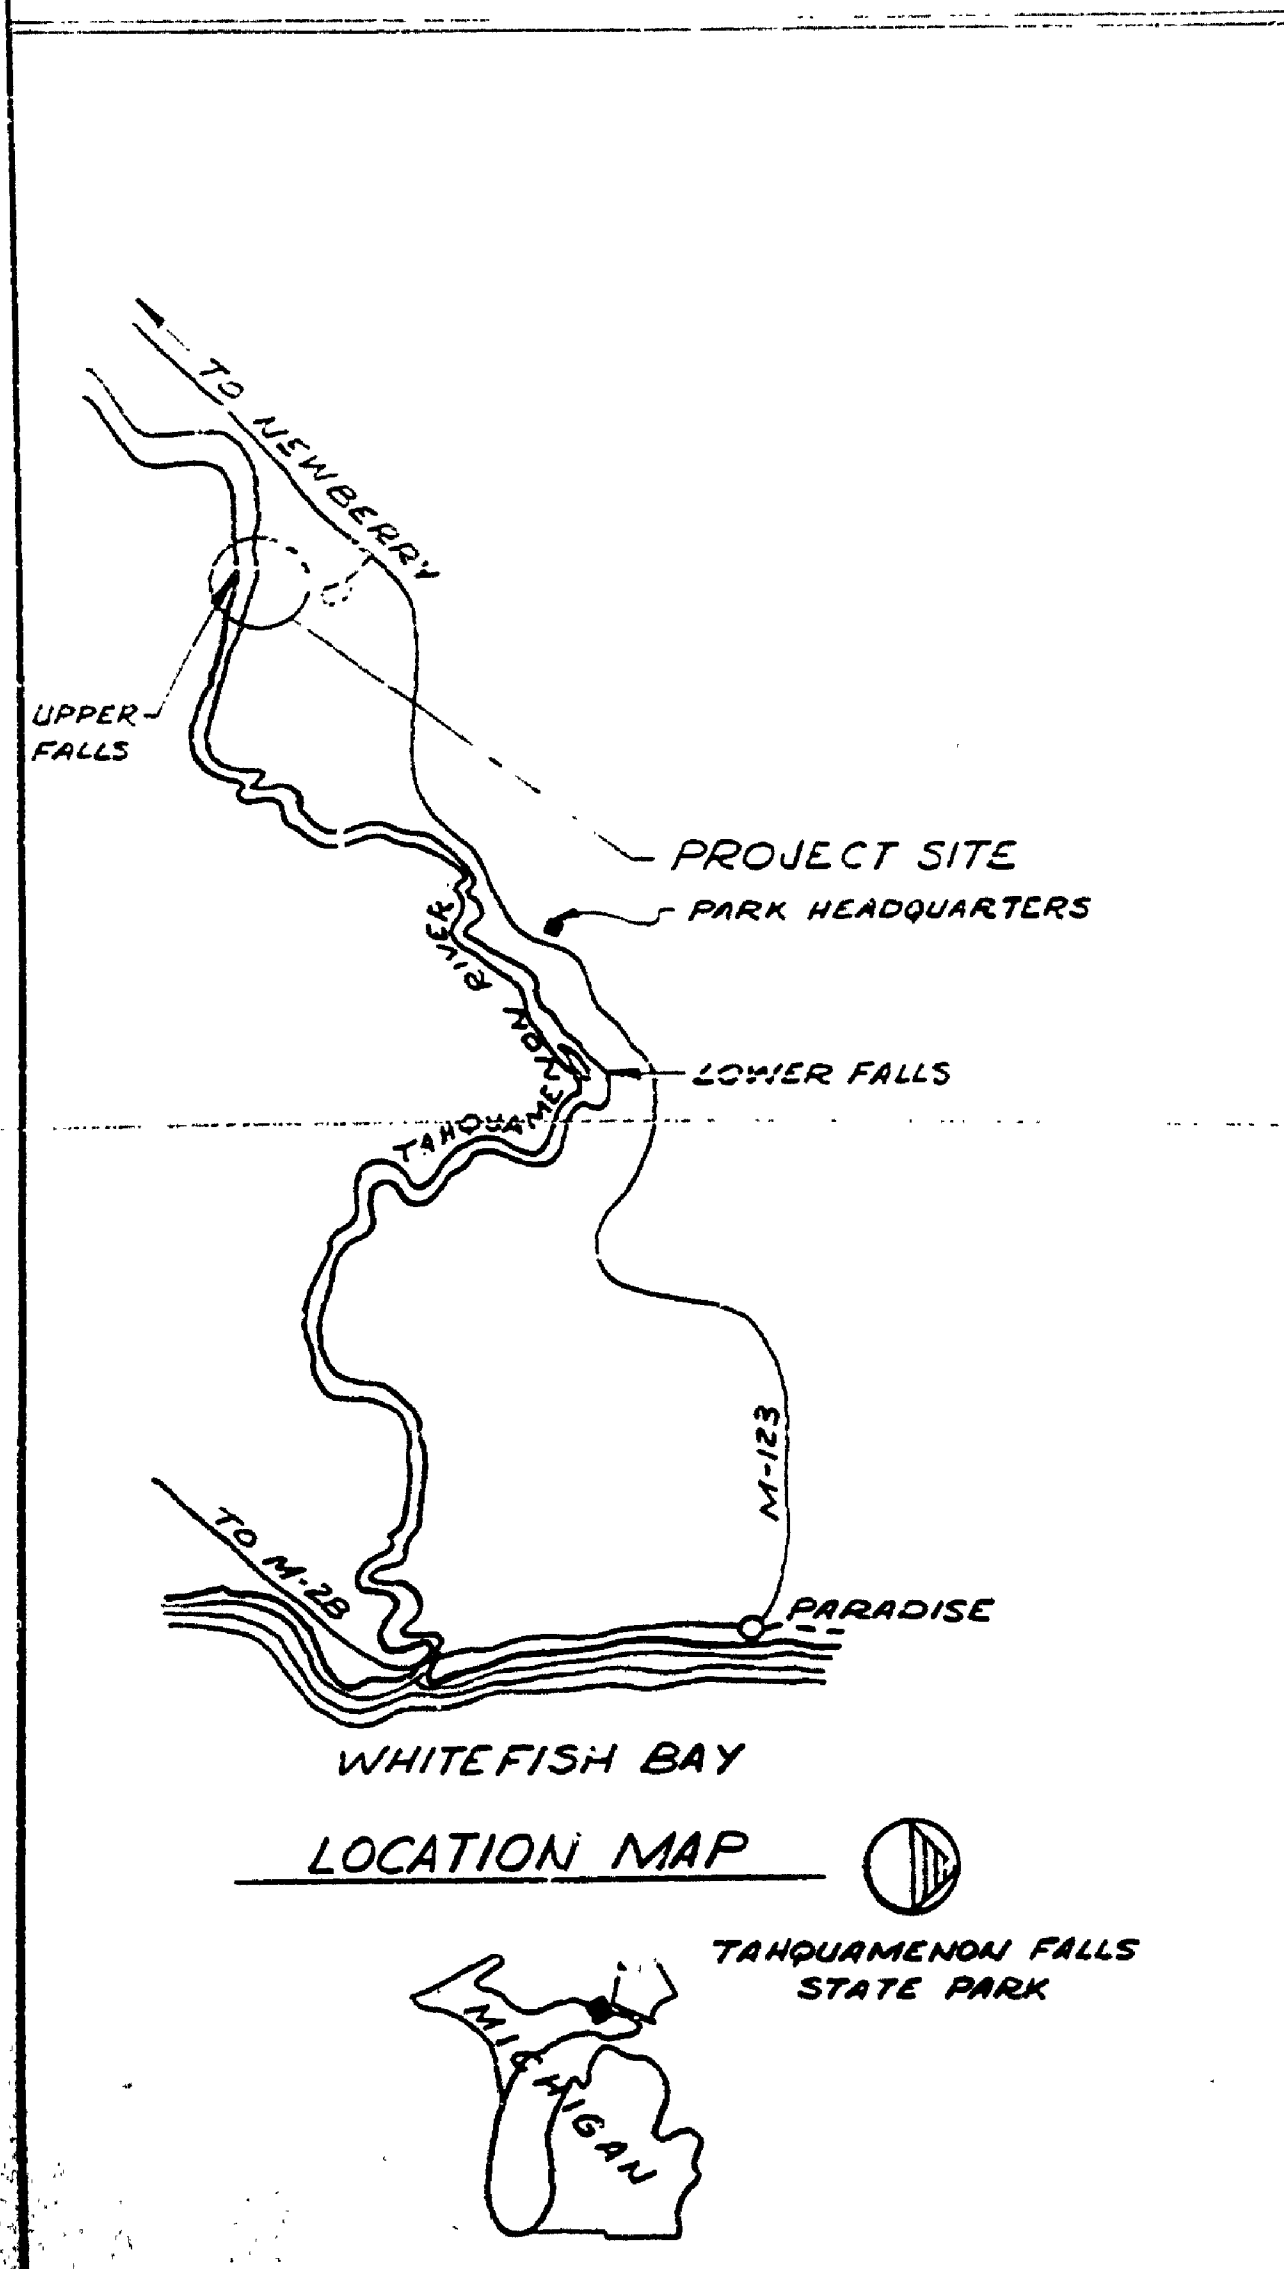 TO NEWBERRY
UPPER
FALLS
PROJECT SITE
PARK HEADQUARTERS
TAHQUAMENON RIVER
LOWER FALLS
M-123
TO M-28
PARADISE
WHITEFISH BAY
LOCATION MAP
TAHQUAMENON FALLS
STATE PARK
MICHIGAN